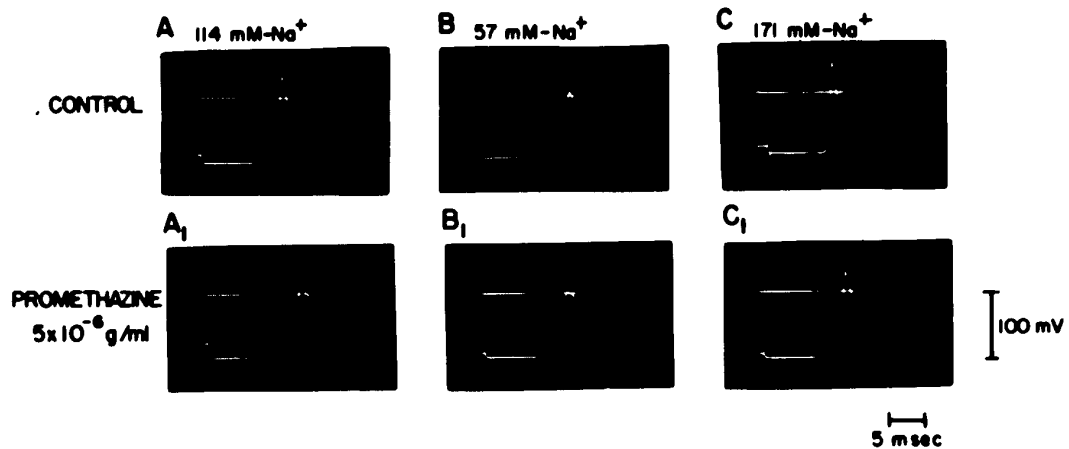 A 114 mM-Na⁺
B 57 mM-Na⁺
C 171 mM-Na⁺
CONTROL
A₁
B₁
C₁
PROMETHAZINE
5x10⁻⁶ g/ml
100 mV
5 msec